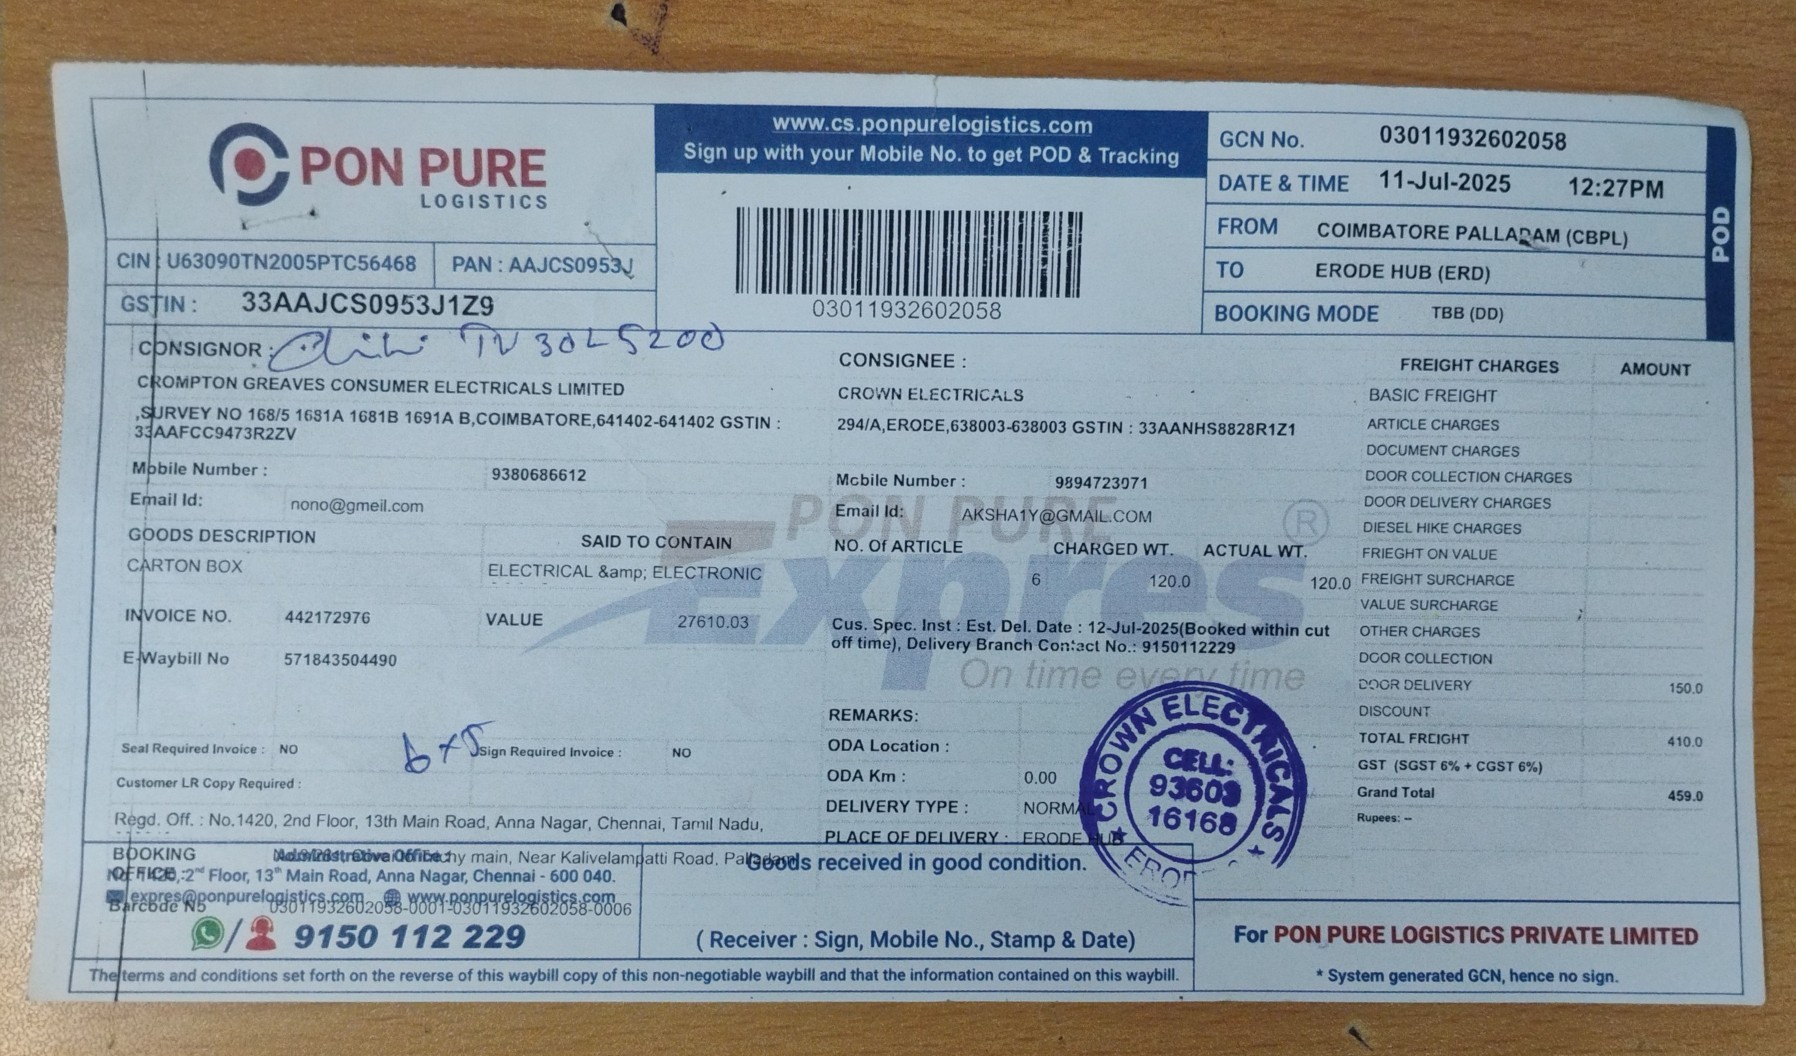 PON PURE
LOGISTICS
www.cs.ponpurelogistics.com
Sign up with your Mobile No. to get POD & Tracking
03011932602058
GCN No. 03011932602058
DATE & TIME 11-Jul-2025 12:27PM
FROM COIMBATORE PALLADAM (CBPL)
TO ERODE HUB (ERD)
BOOKING MODE TBB (DD)
POD
CIN : U63090TN2005PTC56468 PAN : AAJCS0953J
GSTIN : 33AAJCS0953J1Z9
CONSIGNOR : TN 30L 5200
CROMPTON GREAVES CONSUMER ELECTRICALS LIMITED
,SURVEY NO 168/5 1681A 1681B 1691A B,COIMBATORE,641402-641402 GSTIN :
33AAFCC9473R2ZV
Mobile Number : 9380686612
Email Id: nono@gmeil.com
GOODS DESCRIPTION SAID TO CONTAIN
CARTON BOX ELECTRICAL &amp; ELECTRONIC
INVOICE NO. 442172976 VALUE 27610.03
E-Waybill No 571843504490
Seal Required Invoice : NO Sign Required Invoice : NO
Customer LR Copy Required :
Regd. Off. : No.1420, 2nd Floor, 13th Main Road, Anna Nagar, Chennai, Tamil Nadu,
CONSIGNEE :
CROWN ELECTRICALS
294/A,ERODE,638003-638003 GSTIN : 33AANHS8828R1Z1
Mobile Number : 9894723071
Email Id: AKSHA1Y@GMAIL.COM
NO. Of ARTICLE CHARGED WT. ACTUAL WT.
6 120.0 120.0
Cus. Spec. Inst : Est. Del. Date : 12-Jul-2025(Booked within cut
off time), Delivery Branch Contact No.: 9150112229
PON PURE
Expres ®
On time every time
REMARKS:
ODA Location :
ODA Km : 0.00
DELIVERY TYPE : NORMAL
PLACE OF DELIVERY : ERODE HUB
CROWN ELECTRICALS
CELL:
93603
16168
FREIGHT CHARGES AMOUNT
BASIC FREIGHT
ARTICLE CHARGES
DOCUMENT CHARGES
DOOR COLLECTION CHARGES
DOOR DELIVERY CHARGES
DIESEL HIKE CHARGES
FRIEGHT ON VALUE
FREIGHT SURCHARGE
VALUE SURCHARGE
OTHER CHARGES
DOOR COLLECTION
DOOR DELIVERY 150.0
DISCOUNT
TOTAL FREIGHT 410.0
GST (SGST 6% + CGST 6%)
Grand Total 459.0
Rupees: --
BOOKING
OFFICE :
Administrative Office :
main, Near Kalivelampatti Road, Palladam
2nd Floor, 13th Main Road, Anna Nagar, Chennai - 600 040.
expres@ponpurelogistics.com www.ponpurelogistics.com
Barcode No 03011932602058-0001-03011932602058-0006
9150 112 229
Goods received in good condition.
( Receiver : Sign, Mobile No., Stamp & Date)
For PON PURE LOGISTICS PRIVATE LIMITED
* System generated GCN, hence no sign.
The terms and conditions set forth on the reverse of this waybill copy of this non-negotiable waybill and that the information contained on this waybill.